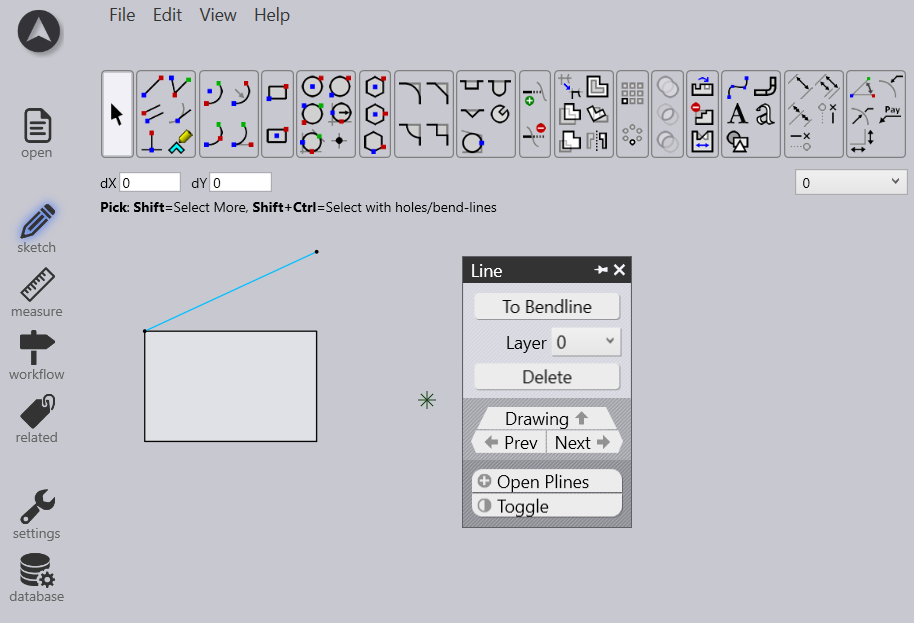 File Edit View Help
open
A a
Pay
dX 0 dY 0
0
Pick: Shift=Select More, Shift+Ctrl=Select with holes/bend-lines
sketch
measure
workflow
related
settings
database
Line
To Bendline
Layer 0
Delete
Drawing
Prev Next
Open Plines
Toggle